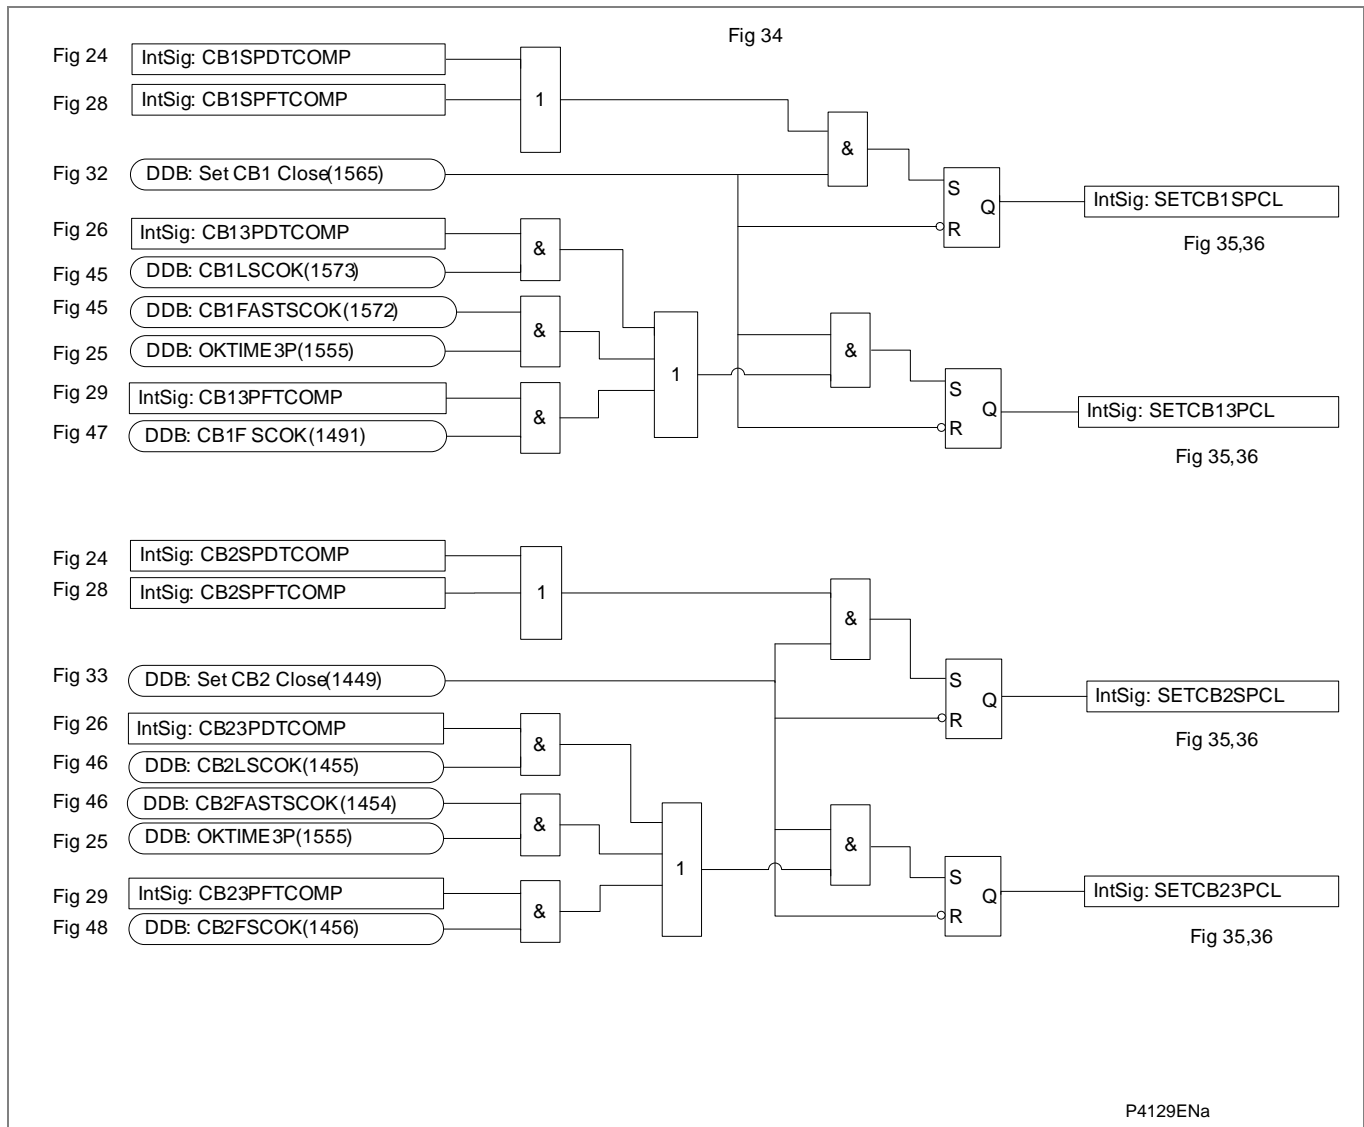 Fig 34
Fig 24 IntSig: CB1SPDTCOMP
Fig 28 IntSig: CB1SPFTCOMP
1
&
Fig 32 DDB: Set CB1 Close(1565)
S
Q
R
IntSig: SETCB1SPCL
Fig 35,36
Fig 26 IntSig: CB13PDTCOMP
&
Fig 45 DDB: CB1LSCOK(1573)
Fig 45 DDB: CB1FASTSCOK(1572)
&
Fig 25 DDB: OKTIME3P(1555)
1
&
Fig 29 IntSig: CB13PFTCOMP
&
Fig 47 DDB: CB1F SCOK(1491)
S
Q
R
IntSig: SETCB13PCL
Fig 35,36
Fig 24 IntSig: CB2SPDTCOMP
Fig 28 IntSig: CB2SPFTCOMP
1
&
Fig 33 DDB: Set CB2 Close(1449)
S
Q
R
IntSig: SETCB2SPCL
Fig 35,36
Fig 26 IntSig: CB23PDTCOMP
&
Fig 46 DDB: CB2LSCOK(1455)
Fig 46 DDB: CB2FASTSCOK(1454)
&
Fig 25 DDB: OKTIME3P(1555)
1
&
Fig 29 IntSig: CB23PFTCOMP
&
Fig 48 DDB: CB2FSCOK(1456)
S
Q
R
IntSig: SETCB23PCL
Fig 35,36
P4129ENa